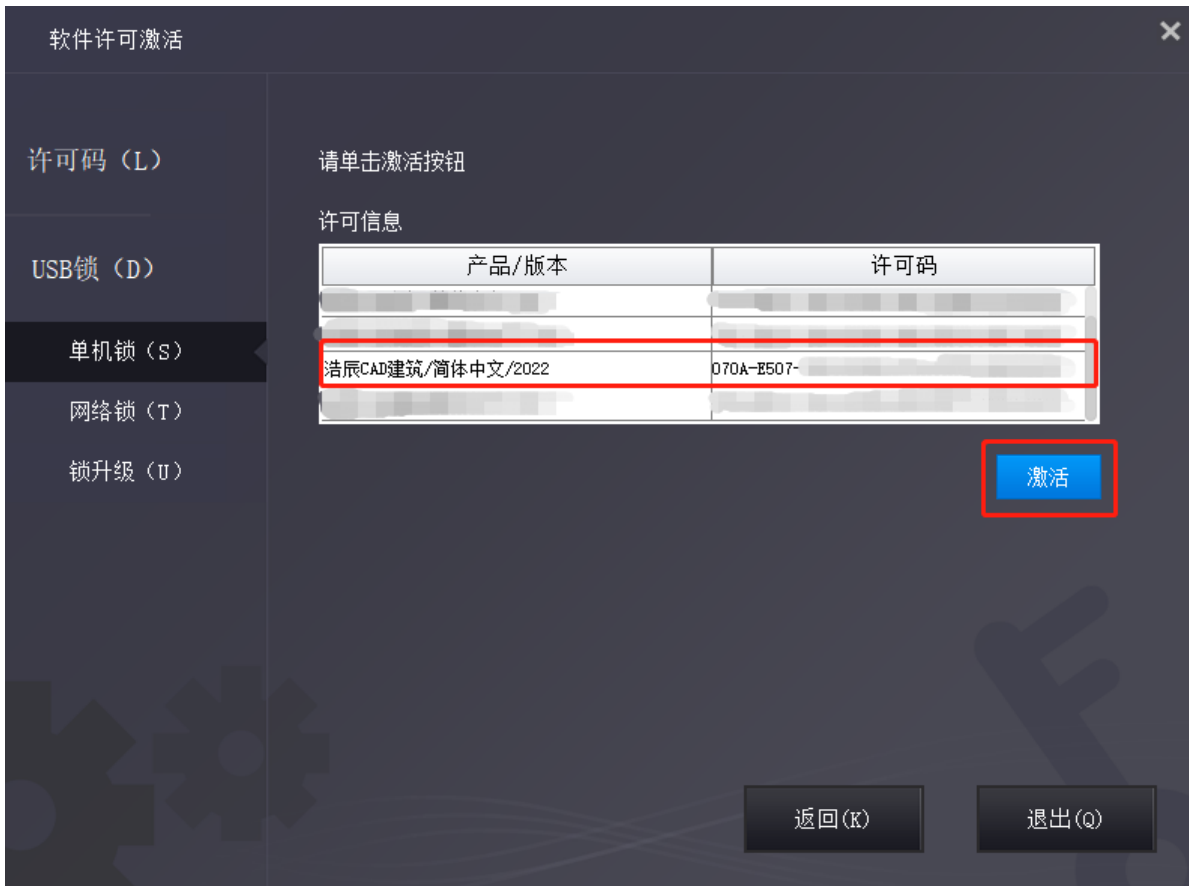 软件许可激活
许可码（L）
USB锁（D）
单机锁（S）
网络锁（T）
锁升级（U）
请单击激活按钮
许可信息
产品/版本 许可码
浩辰CAD建筑/简体中文/2022 070A-E507-
激活
返回(K) 退出(Q)